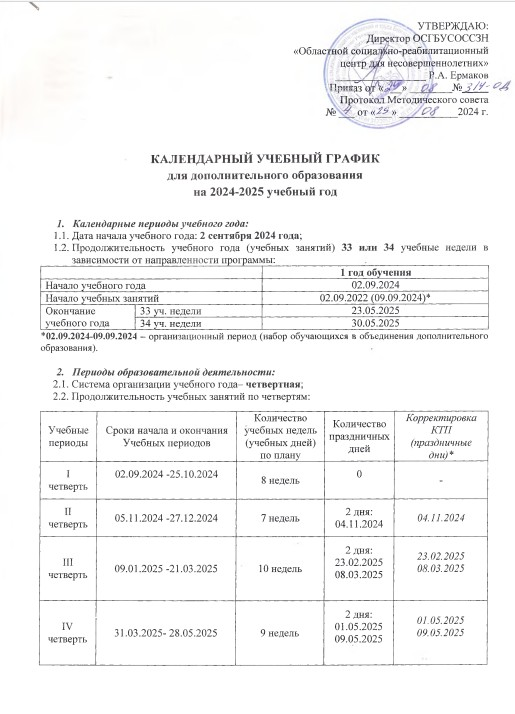 УТВЕРЖДАЮ:
Директор ОСГБУСОССЗН
«Областной социально-реабилитационный
центр для несовершеннолетних»
Р.А. Ермаков
Приказ от « » 08 № 314-ОД
Протокол Методического совета
№ 4 от «29» 08 2024 г.
КАЛЕНДАРНЫЙ УЧЕБНЫЙ ГРАФИК
для дополнительного образования
на 2024-2025 учебный год
1. Календарные периоды учебного года:
1.1. Дата начала учебного года: 2 сентября 2024 года;
1.2. Продолжительность учебного года (учебных занятий) 33 или 34 учебные недели в
зависимости от направленности программы:
1 год обучения
Начало учебного года 02.09.2024
Начало учебных занятий 02.09.2022 (09.09.2024)*
Окончание учебного года 33 уч. недели 23.05.2025
34 уч. недели 30.05.2025
*02.09.2024-09.09.2024 – организационный период (набор обучающихся в объединения дополнительного
образования).
2. Периоды образовательной деятельности:
2.1. Система организации учебного года– четвертная;
2.2. Продолжительность учебных занятий по четвертям:
Учебные периоды
Сроки начала и окончания Учебных периодов
Количество учебных недель (учебных дней) по плану
Количество праздничных дней
Корректировка КТП (праздничные дни)*
I четверть 02.09.2024 -25.10.2024 8 недель 0 -
II четверть 05.11.2024 -27.12.2024 7 недель 2 дня: 04.11.2024 04.11.2024
III четверть 09.01.2025 -21.03.2025 10 недель 2 дня: 23.02.2025 08.03.2025 23.02.2025 08.03.2025
IV четверть 31.03.2025- 28.05.2025 9 недель 2 дня: 01.05.2025 09.05.2025 01.05.2025 09.05.2025